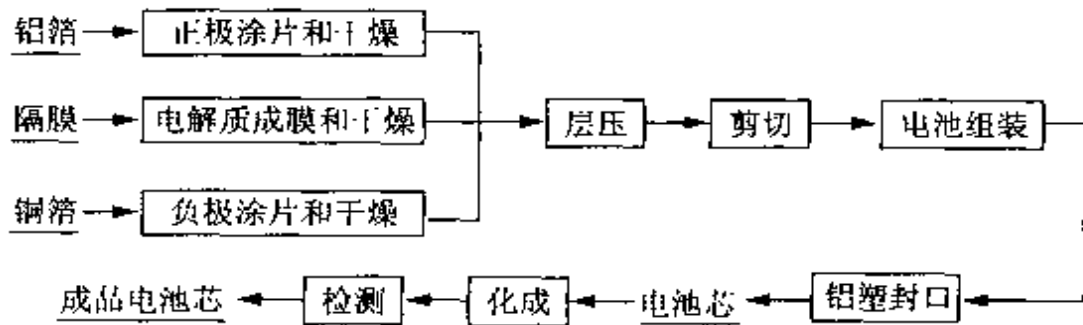 铝箔 正极涂片和干燥
隔膜 电解质成膜和干燥 层压 剪切 电池组装
铜箔 负极涂片和干燥
成品电池芯 检测 化成 电池芯 铝塑封口